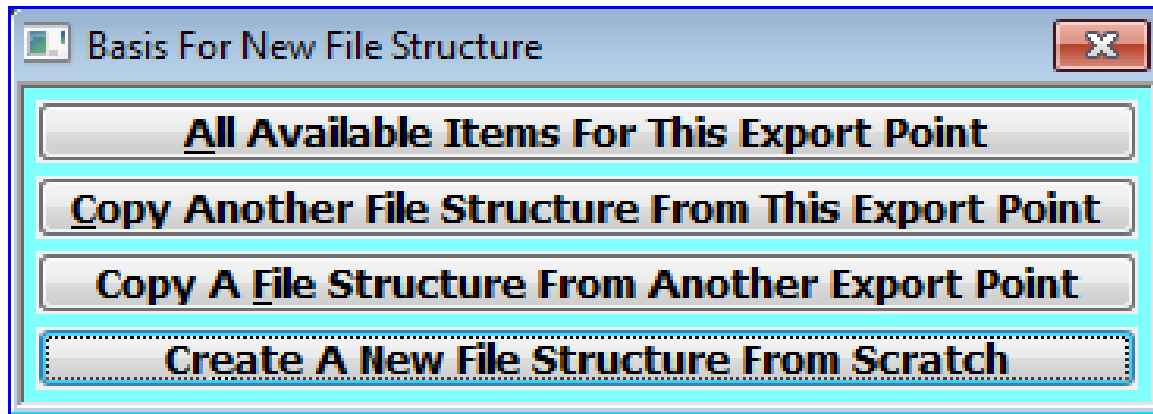 Basis For New File Structure
All Available Items For This Export Point
Copy Another File Structure From This Export Point
Copy A File Structure From Another Export Point
Create A New File Structure From Scratch